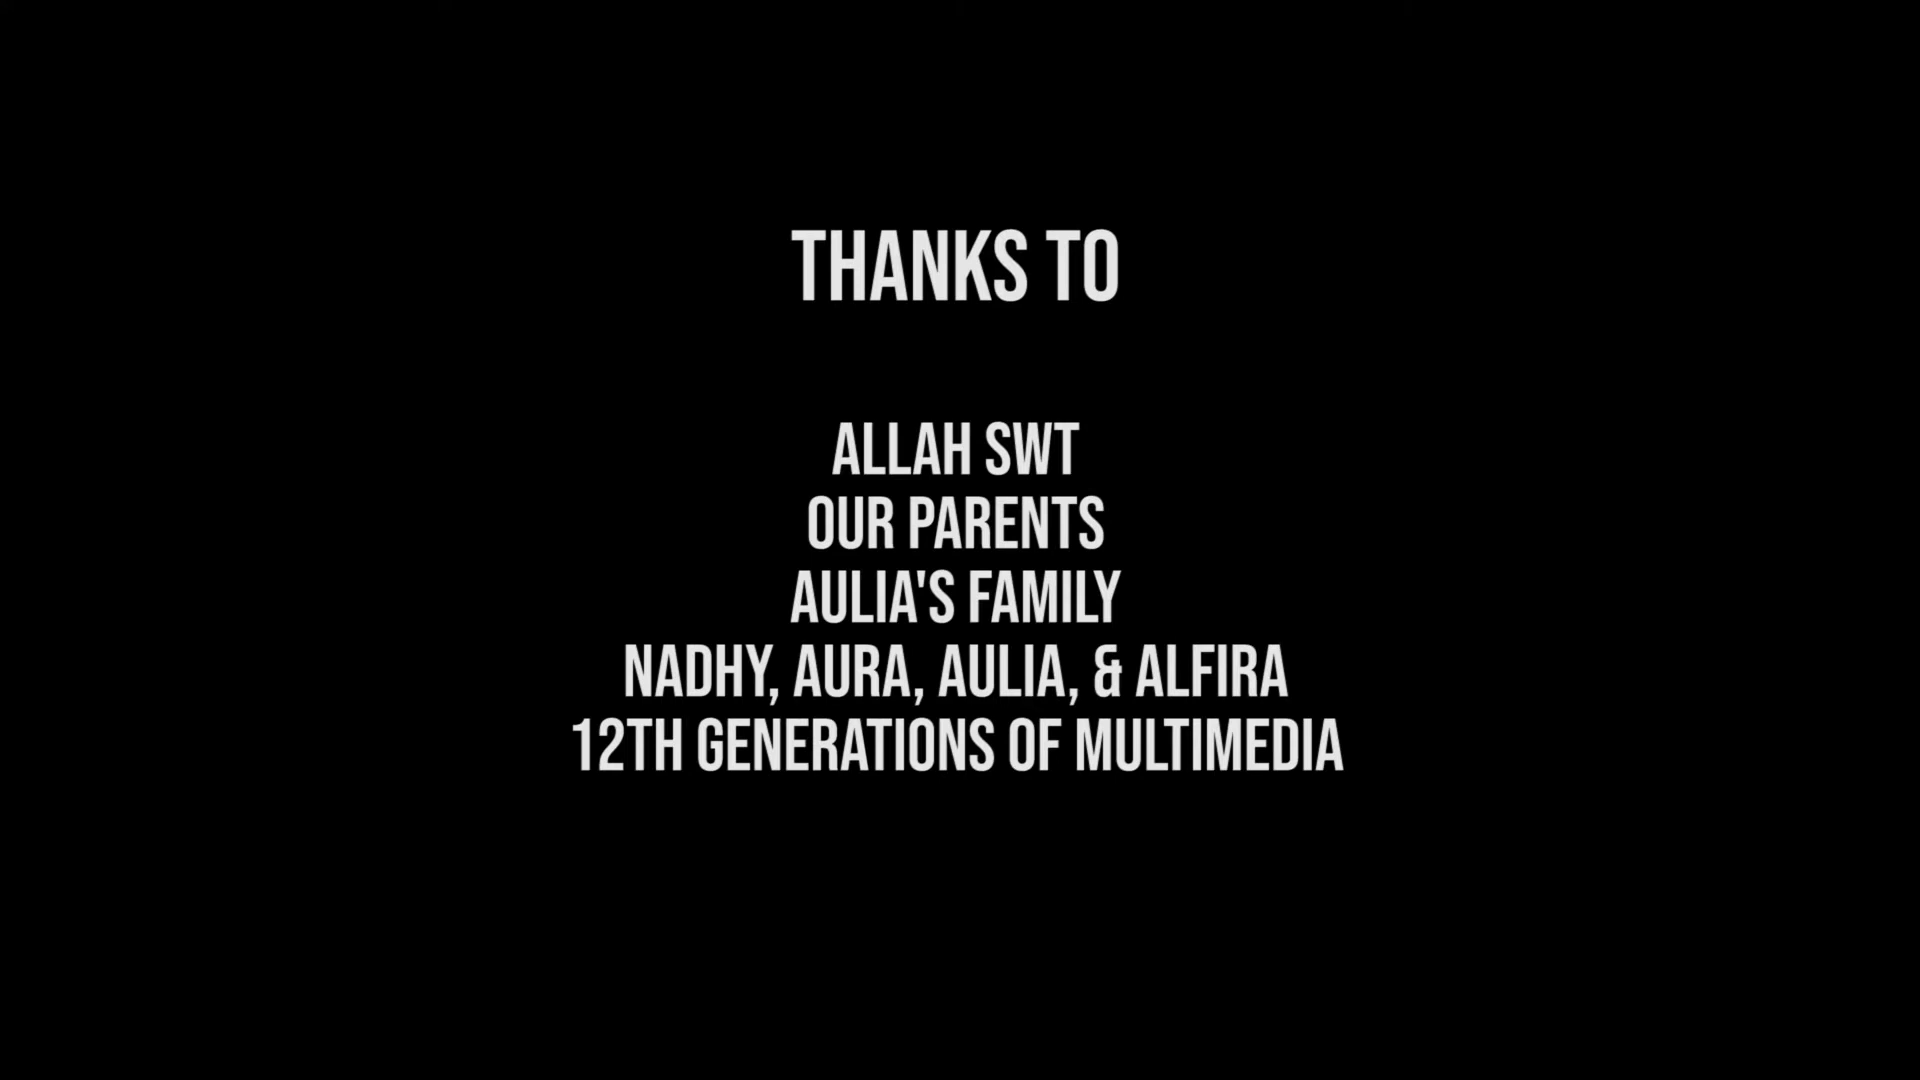 THANKS TO
ALLAH SWT
OUR PARENTS
AULIA'S FAMILY
NADHY, AURA, AULIA, & ALFIRA
12TH GENERATIONS OF MULTIMEDIA